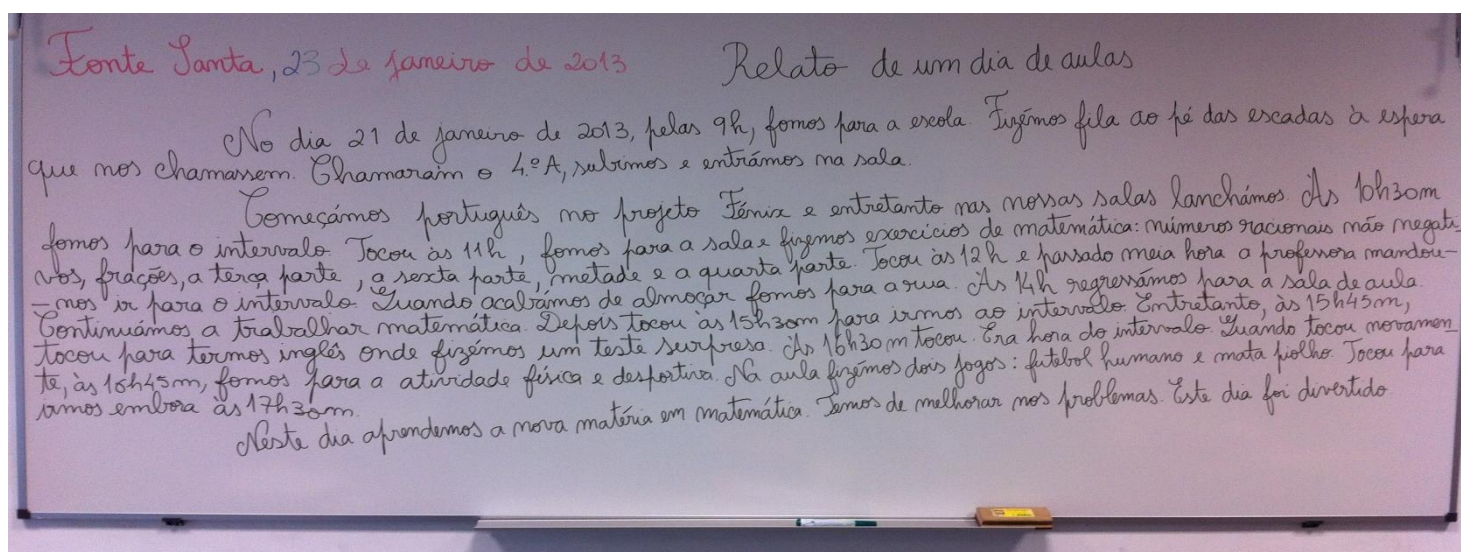 Fonte Santa, 23 de janeiro de 2013 Relato de um dia de aulas
No dia 21 de janeiro de 2013, pelas 9h, fomos para a escola. Fizémos fila ao pé das escadas à espera
que nos chamassem. Chamaram o 4.º A, subimos e entrámos na sala.
Começámos português no projeto Fénix e entretanto nas nossas salas lanchámos. Às 10h30m
fomos para o intervalo. Tocou às 11h, fomos para a sala e fizemos exercícios de matemática: números racionais não negati-
vos, frações, a terça parte, a sexta parte, metade e a quarta parte. Tocou às 12h e passado meia hora a professora mandou-
-nos ir para o intervalo. Quando acabámos de almoçar fomos para a rua. Às 14h regressámos para a sala de aula.
Continuámos a trabalhar matemática. Depois tocou às 15h30m para irmos ao intervalo. Entretanto, às 15h45m,
tocou para termos inglês onde fizémos um teste surpresa. Às 16h30m tocou. Era hora do intervalo. Quando tocou novamen-
te, às 16h45m, fomos para a atividade física e desportiva. Na aula fizémos dois jogos: futebol humano e mata piolho. Tocou para
irmos embora às 17h30m.
Neste dia aprendemos a nova matéria em matemática. Temos de melhorar nos problemas. Este dia foi divertido.